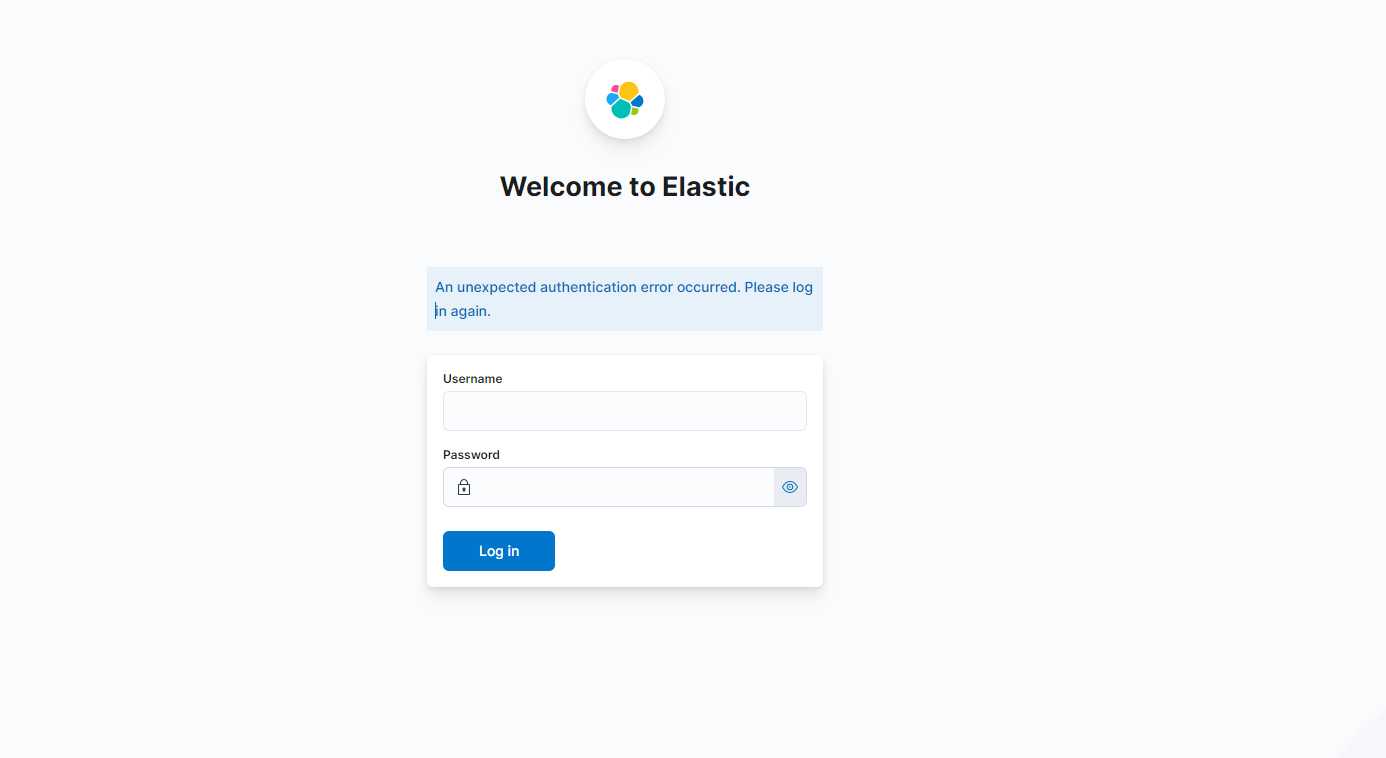 Welcome to Elastic
An unexpected authentication error occurred. Please log
in again.
Username
Password
Log in